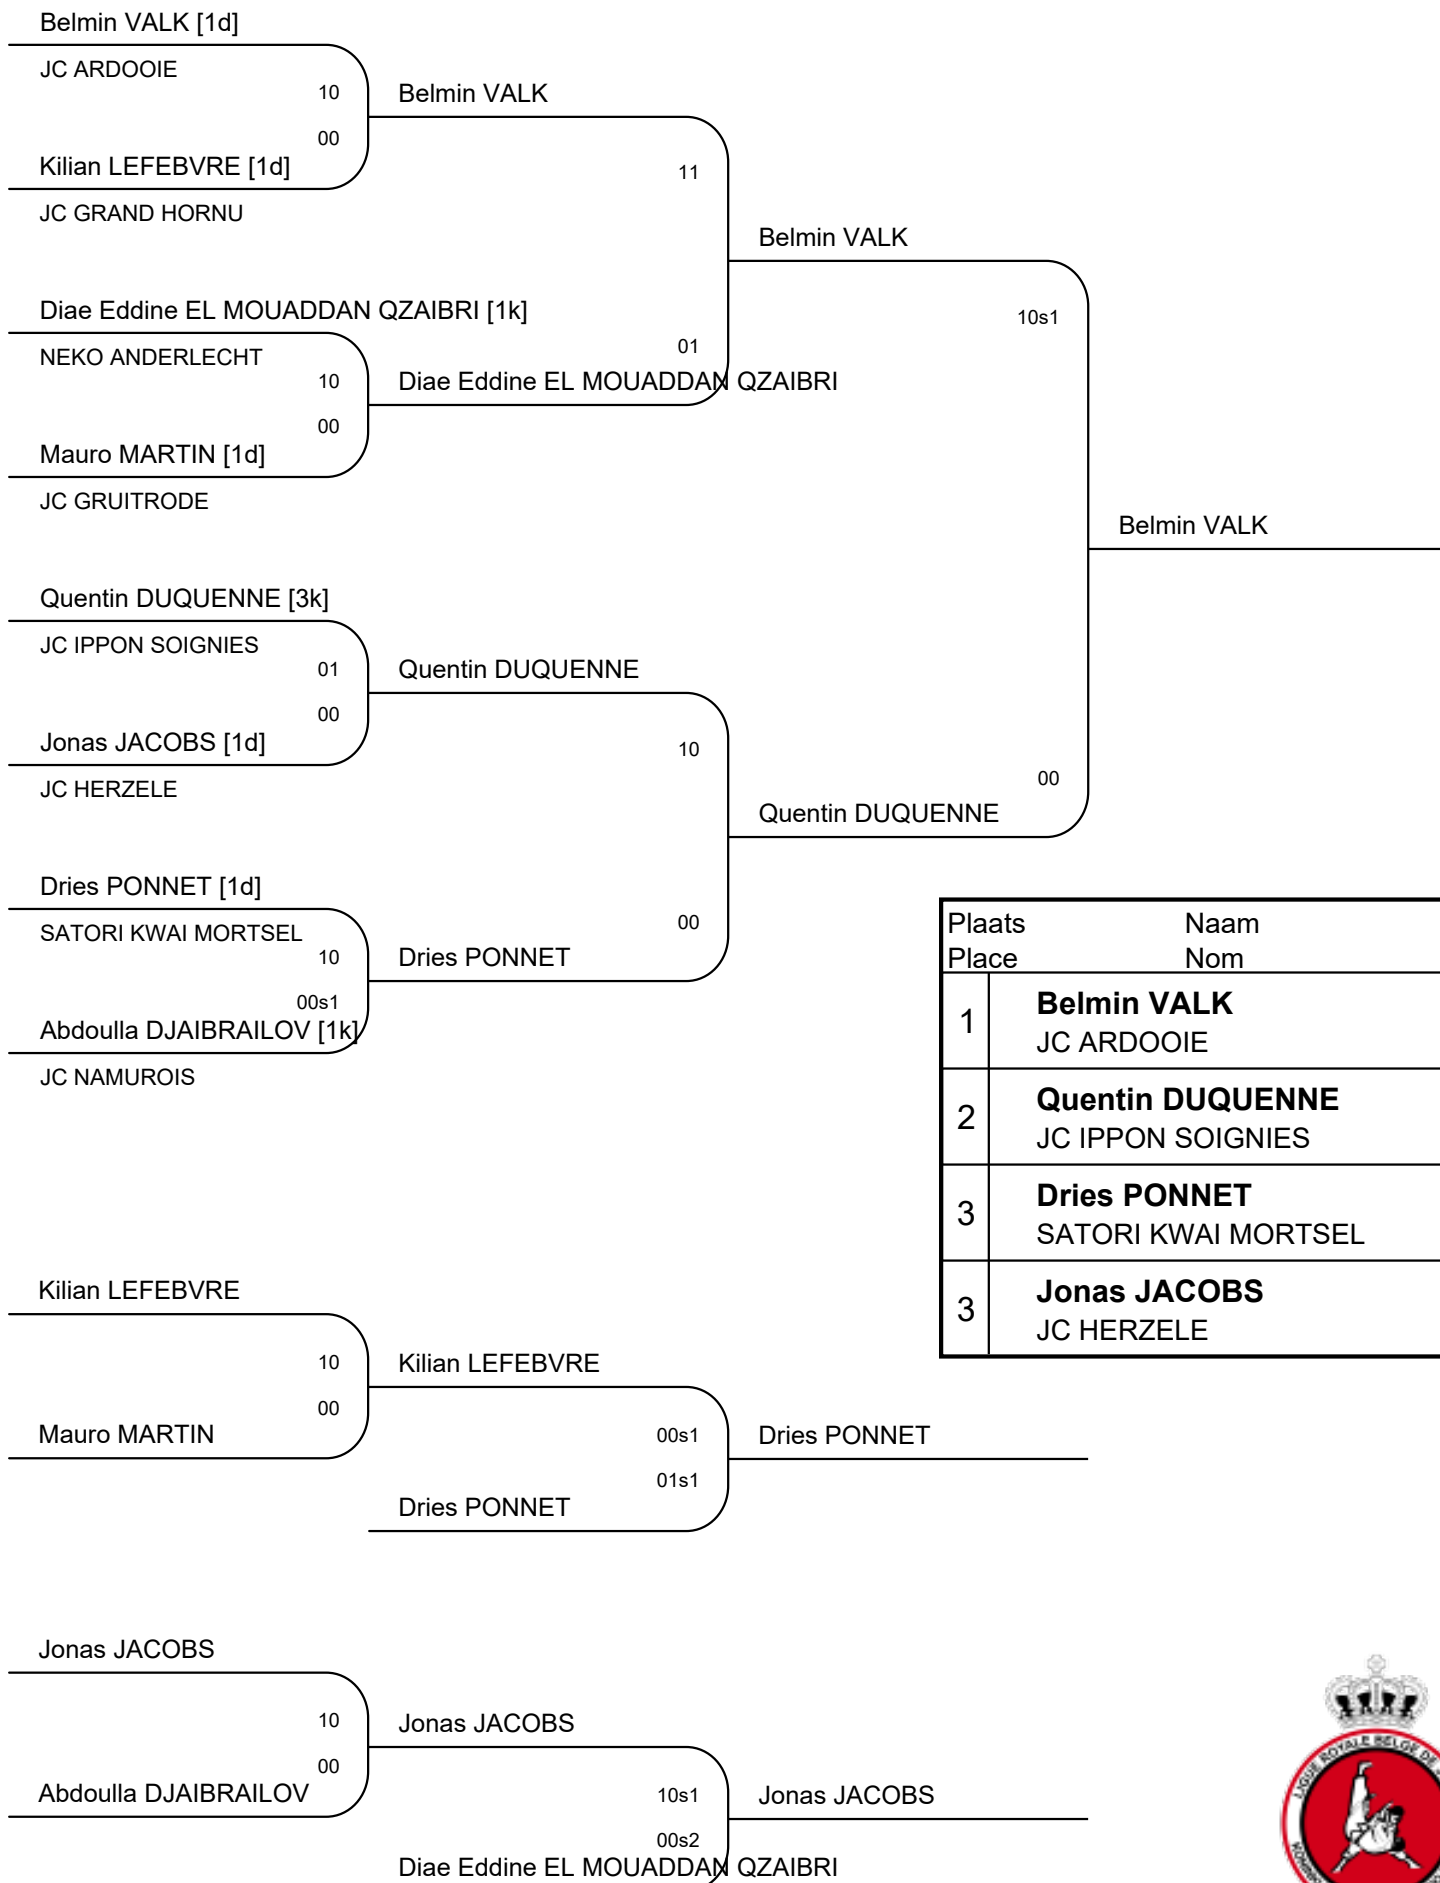 Belmin VALK [1d]
JC ARDOOIE
10
Belmin VALK
00
Kilian LEFEBVRE [1d]
11
JC GRAND HORNU
Belmin VALK
Diae Eddine EL MOUADDAN QZAIBRI [1k]
10s1
NEKO ANDERLECHT
01
10
Diae Eddine EL MOUADDAN QZAIBRI
00
Mauro MARTIN [1d]
JC GRUITRODE
Belmin VALK
Quentin DUQUENNE [3k]
JC IPPON SOIGNIES
01
Quentin DUQUENNE
00
Jonas JACOBS [1d]
10
JC HERZELE
00
Quentin DUQUENNE
Dries PONNET [1d]
SATORI KWAI MORTSEL
00
10
Dries PONNET
00s1
Abdoulla DJAIBRAILOV [1k]
JC NAMUROIS
Plaats Naam
Place Nom
1 Belmin VALK
JC ARDOOIE
2 Quentin DUQUENNE
JC IPPON SOIGNIES
3 Dries PONNET
SATORI KWAI MORTSEL
3 Jonas JACOBS
JC HERZELE
Kilian LEFEBVRE
10
Kilian LEFEBVRE
00
Mauro MARTIN
00s1
Dries PONNET
01s1
Dries PONNET
Jonas JACOBS
10
Jonas JACOBS
00
Abdoulla DJAIBRAILOV
10s1
Jonas JACOBS
00s2
Diae Eddine EL MOUADDAN QZAIBRI
LIGUE ROYALE BELGE DE